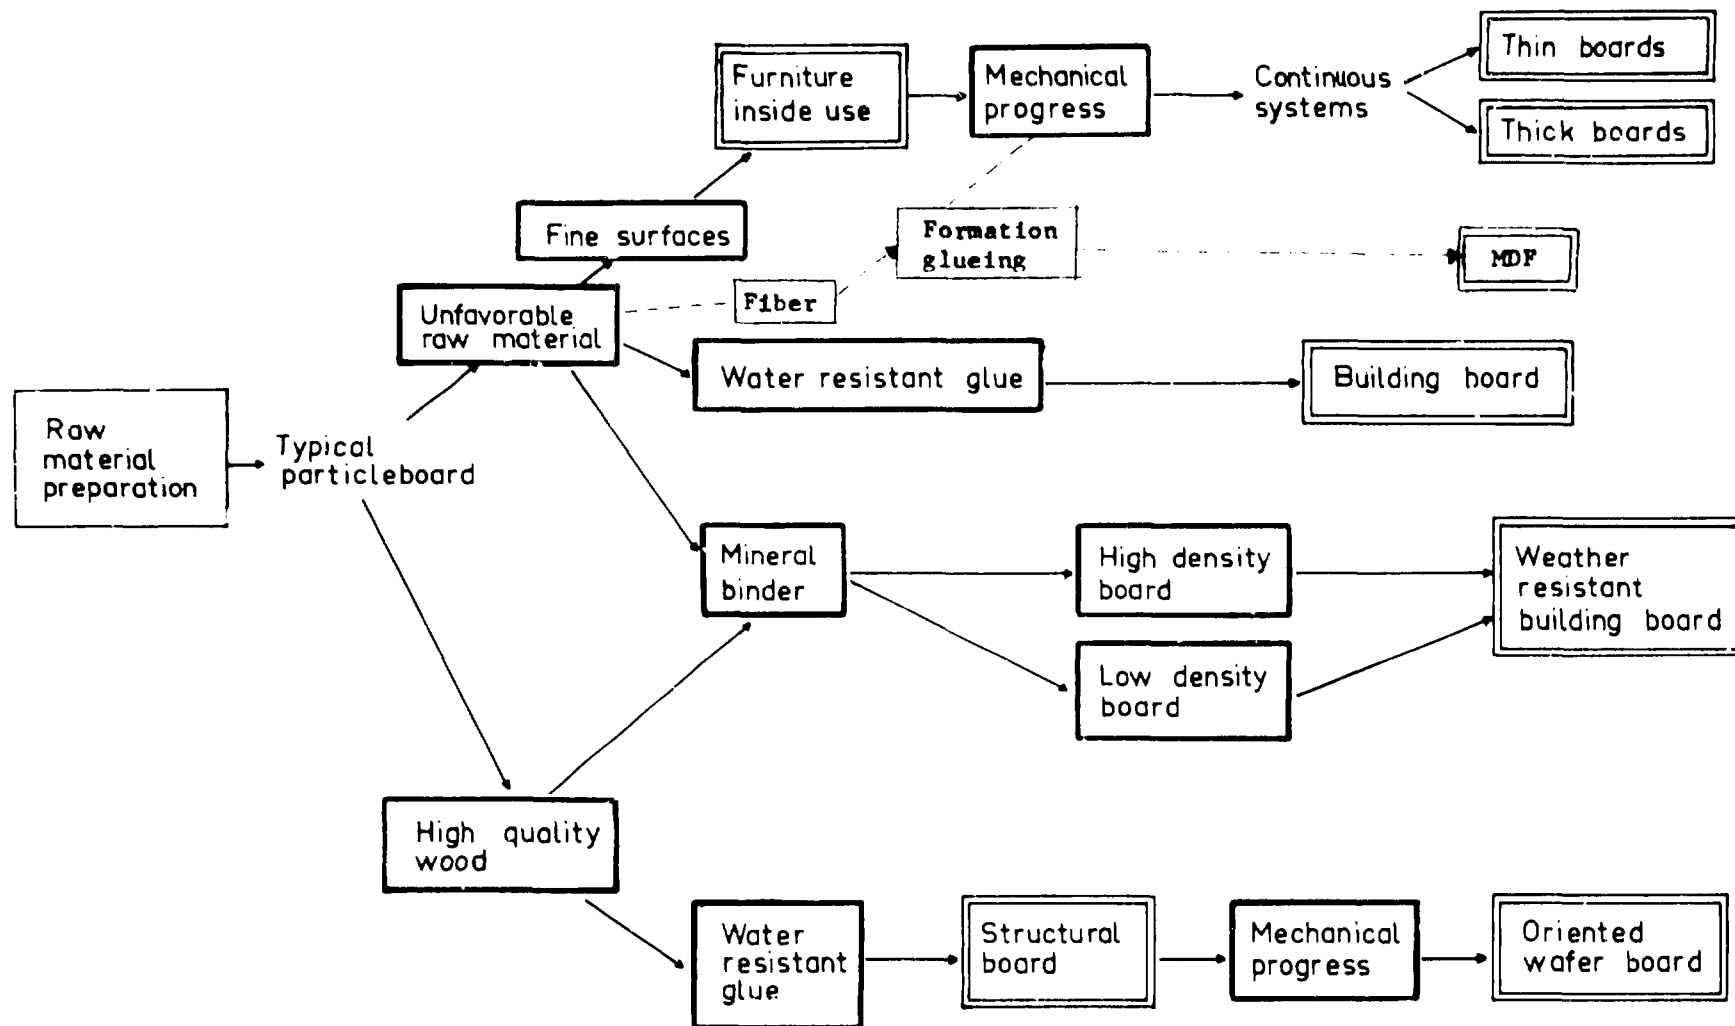 Furniture
inside use
Mechanical
progress
Continuous
systems
Thin boards
Thick boards
Fine surfaces
Formation
glueing
MDF
Fiber
Unfavorable
raw material
Water resistant glue
Building board
Raw
material
preparation
Typical
particleboard
Mineral
binder
High density
board
Weather
resistant
building board
Low density
board
High quality
wood
Water
resistant
glue
Structural
board
Mechanical
progress
Oriented
wafer board